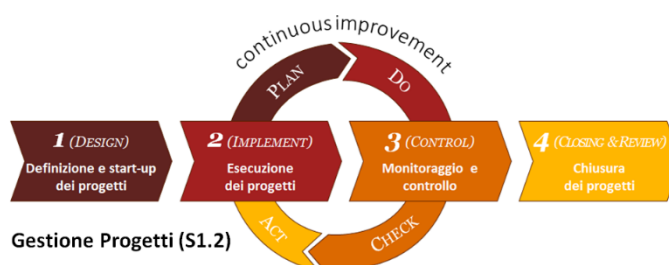 continuous improvement
PLAN
DO
1 (DESIGN)
Definizione e start-up
dei progetti
2 (IMPLEMENT)
Esecuzione
dei progetti
3 (CONTROL)
Monitoraggio e
controllo
4 (CLOSING & REVIEW)
Chiusura
dei progetti
ACT
CHECK
Gestione Progetti (S1.2)